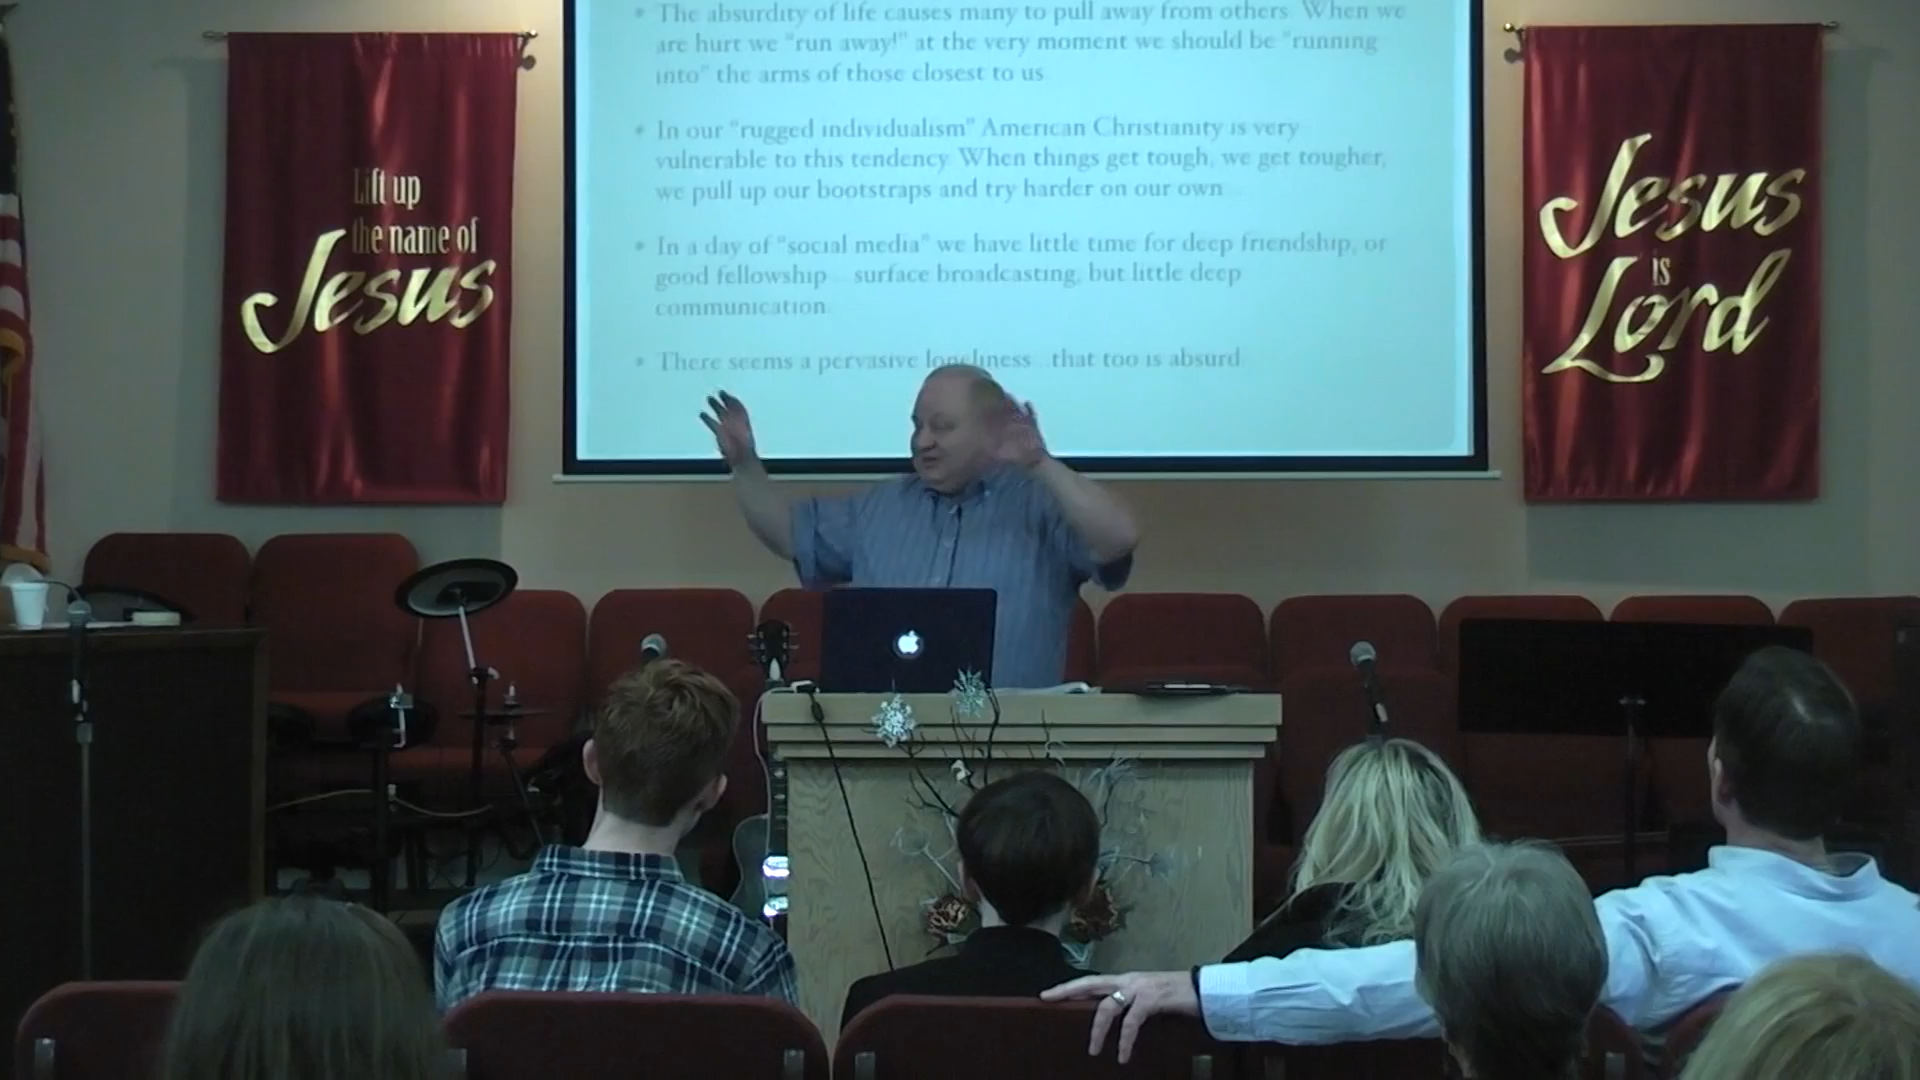 Lift up
the name of
Jesus
• The absurdity of life causes many to pull away from others. When we
are hurt we "run away!" at the very moment we should be "running
into" the arms of those closest to us
• In our "rugged individualism" American Christianity is very
vulnerable to this tendency. When things get tough, we get tougher,
we pull up our bootstraps and try harder on our own
• In a day of "social media" we have little time for deep friendship, or
good fellowship surface broadcasting, but little deep
communication.
• There seems a pervasive loneliness that too is absurd
Jesus
is
Lord